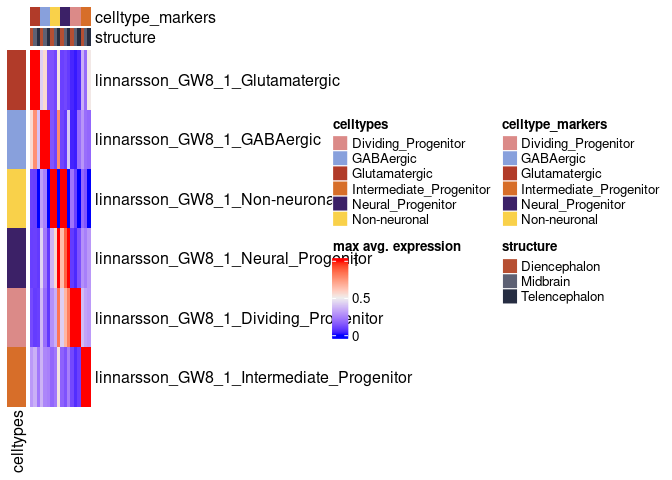 celltype_markers
structure
linnarsson_GW8_1_Glutamatergic
linnarsson_GW8_1_GABAergic
linnarsson_GW8_1_Non-neuronal
linnarsson_GW8_1_Neural_Progenitor
linnarsson_GW8_1_Dividing_Progenitor
linnarsson_GW8_1_Intermediate_Progenitor
celltypes
celltypes
Dividing_Progenitor
GABAergic
Glutamatergic
Intermediate_Progenitor
Neural_Progenitor
Non-neuronal
max avg. expression
1
0.5
0
celltype_markers
Dividing_Progenitor
GABAergic
Glutamatergic
Intermediate_Progenitor
Neural_Progenitor
Non-neuronal
structure
Diencephalon
Midbrain
Telencephalon